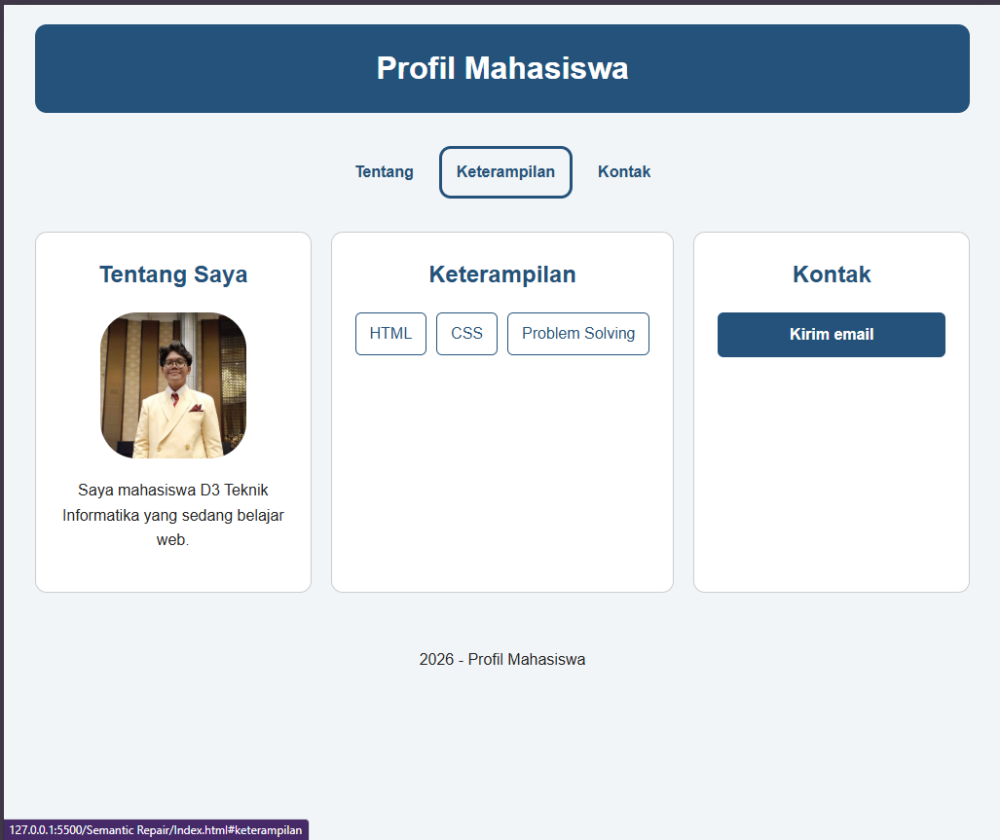 Profil Mahasiswa
Tentang
Keterampilan
Kontak
Tentang Saya
Saya mahasiswa D3 Teknik
Informatika yang sedang belajar
web.
Keterampilan
HTML
CSS
Problem Solving
Kontak
Kirim email
2026 - Profil Mahasiswa
127.0.0.1:5500/Semantic Repair/Index.html#keterampilan